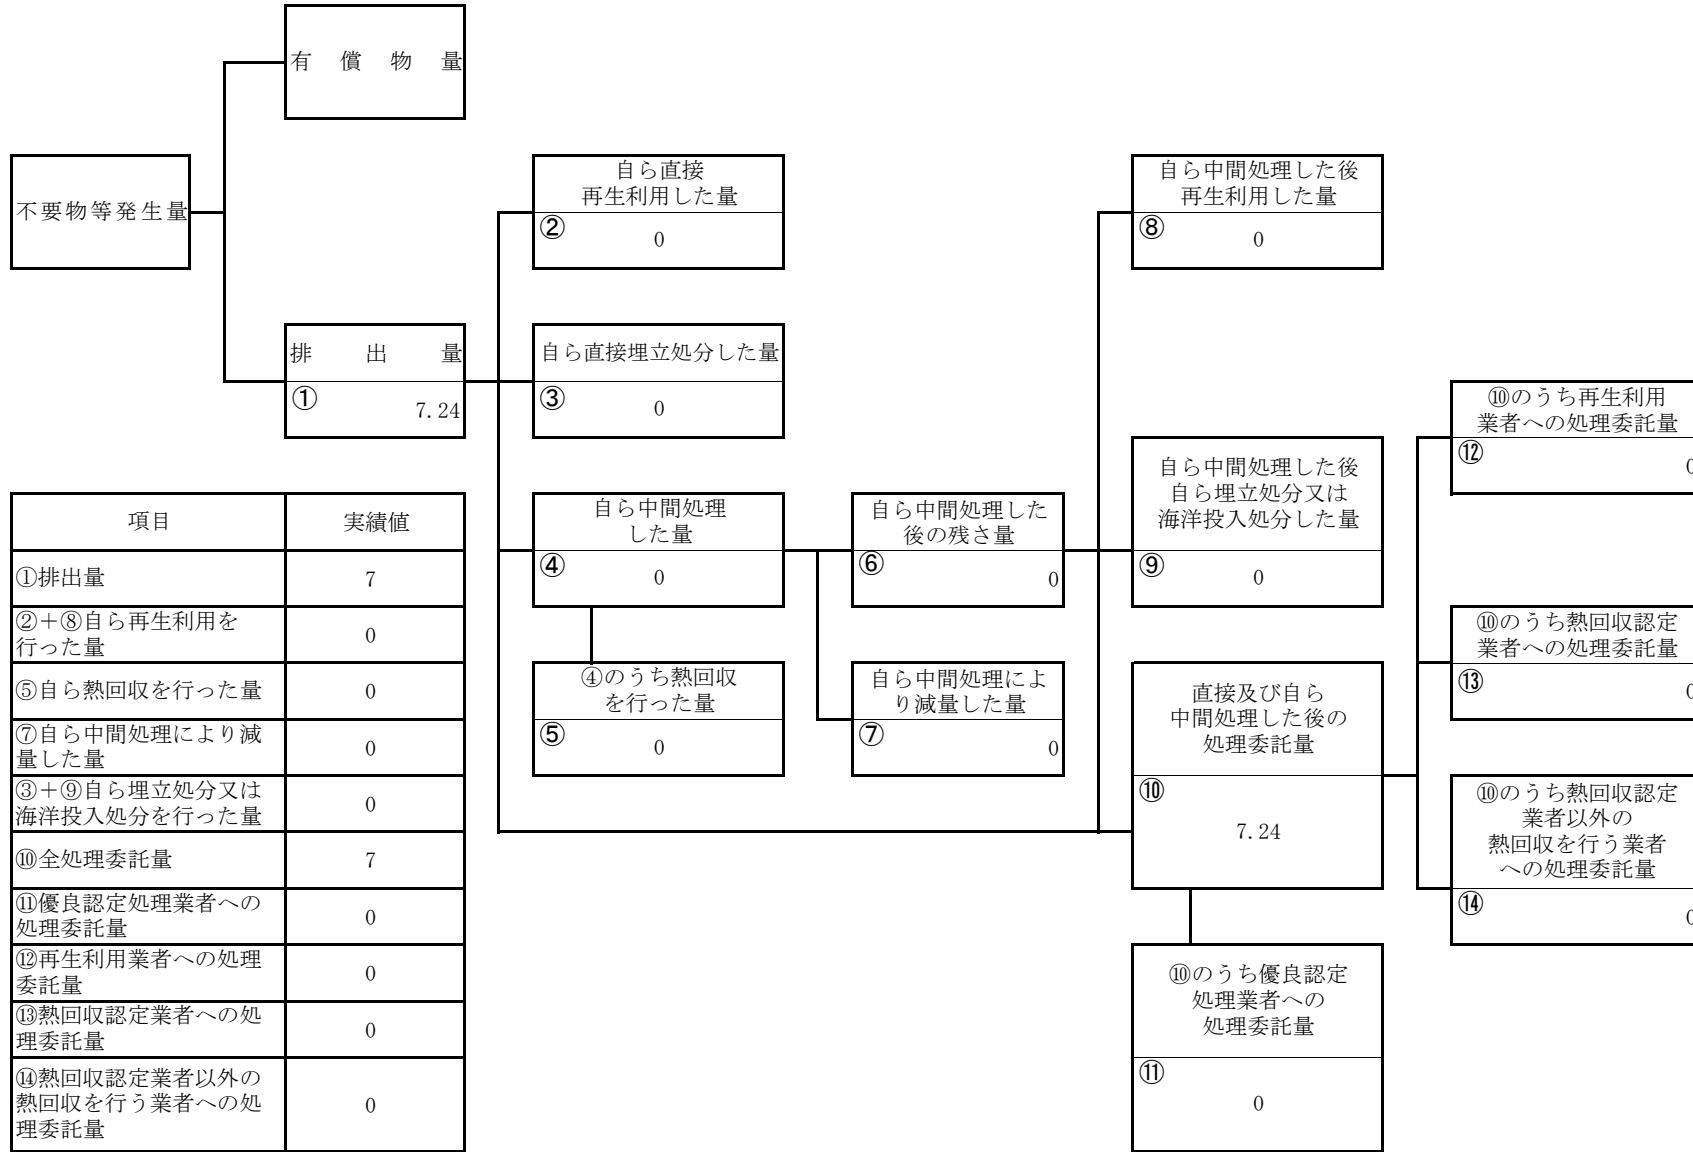 有償物量
不要物等発生量
排出量
①
7.24
自ら直接
再生利用した量
②
0
自ら直接埋立処分した量
③
0
自ら中間処理
した量
④
0
④のうち熱回収
を行った量
⑤
0
自ら中間処理した
後の残さ量
⑥
0
自ら中間処理によ
り減量した量
⑦
0
自ら中間処理した後
再生利用した量
⑧
0
自ら中間処理した後
自ら埋立処分又は
海洋投入処分した量
⑨
0
直接及び自ら
中間処理した後の
処理委託量
⑩
7.24
⑩のうち優良認定
処理業者への
処理委託量
⑪
0
⑩のうち再生利用
業者への処理委託量
⑫
0
⑩のうち熱回収認定
業者への処理委託量
⑬
0
⑩のうち熱回収認定
業者以外の
熱回収を行う業者
への処理委託量
⑭
0
項目 実績値
①排出量 7
②+⑧自ら再生利用を
行った量 0
⑤自ら熱回収を行った量 0
⑦自ら中間処理により減
量した量 0
③+⑨自ら埋立処分又は
海洋投入処分を行った量 0
⑩全処理委託量 7
⑪優良認定処理業者への
処理委託量 0
⑫再生利用業者への処理
委託量 0
⑬熱回収認定業者への処
理委託量 0
⑭熱回収認定業者以外の
熱回収を行う業者への処
理委託量 0